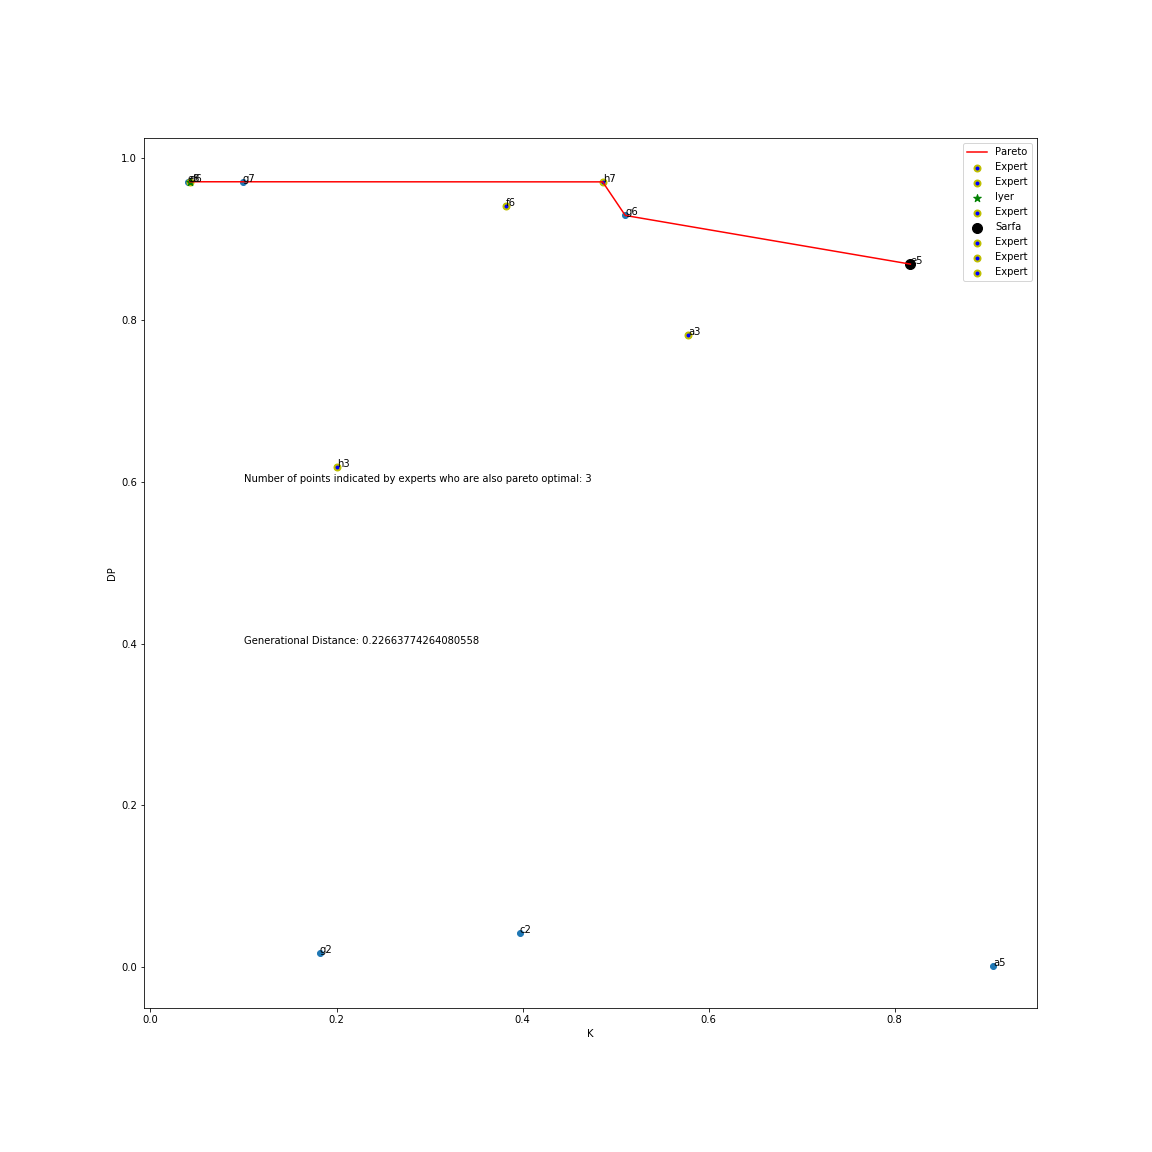 1.0
0.8
0.6
0.4
0.2
0.0
DP
0.0 0.2 0.4 0.6 0.8
K
Pareto
Expert
Expert
Iyer
Expert
Sarfa
Expert
Expert
Expert
g7
h7
f6
g6
e5
a3
h3
Number of points indicated by experts who are also pareto optimal: 3
Generational Distance: 0.22663774264080558
c2
g2
a5